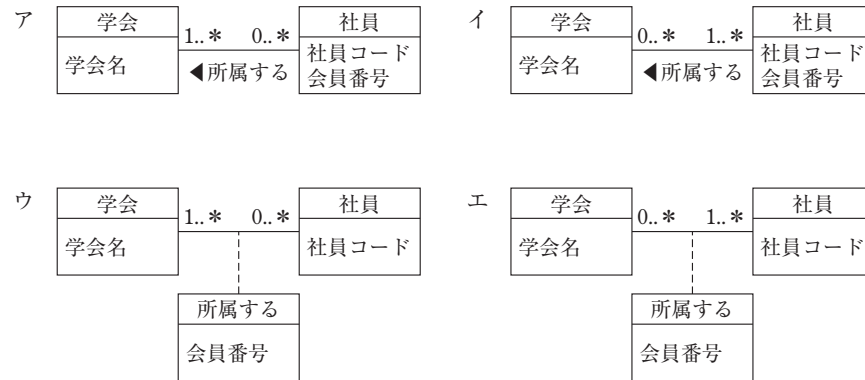 ア
学会
学会名
1..＊ 0..＊
◀所属する
社員
社員コード
会員番号
イ
学会
学会名
0..＊ 1..＊
◀所属する
社員
社員コード
会員番号
ウ
学会
学会名
1..＊ 0..＊
社員
社員コード
所属する
会員番号
エ
学会
学会名
0..＊ 1..＊
社員
社員コード
所属する
会員番号